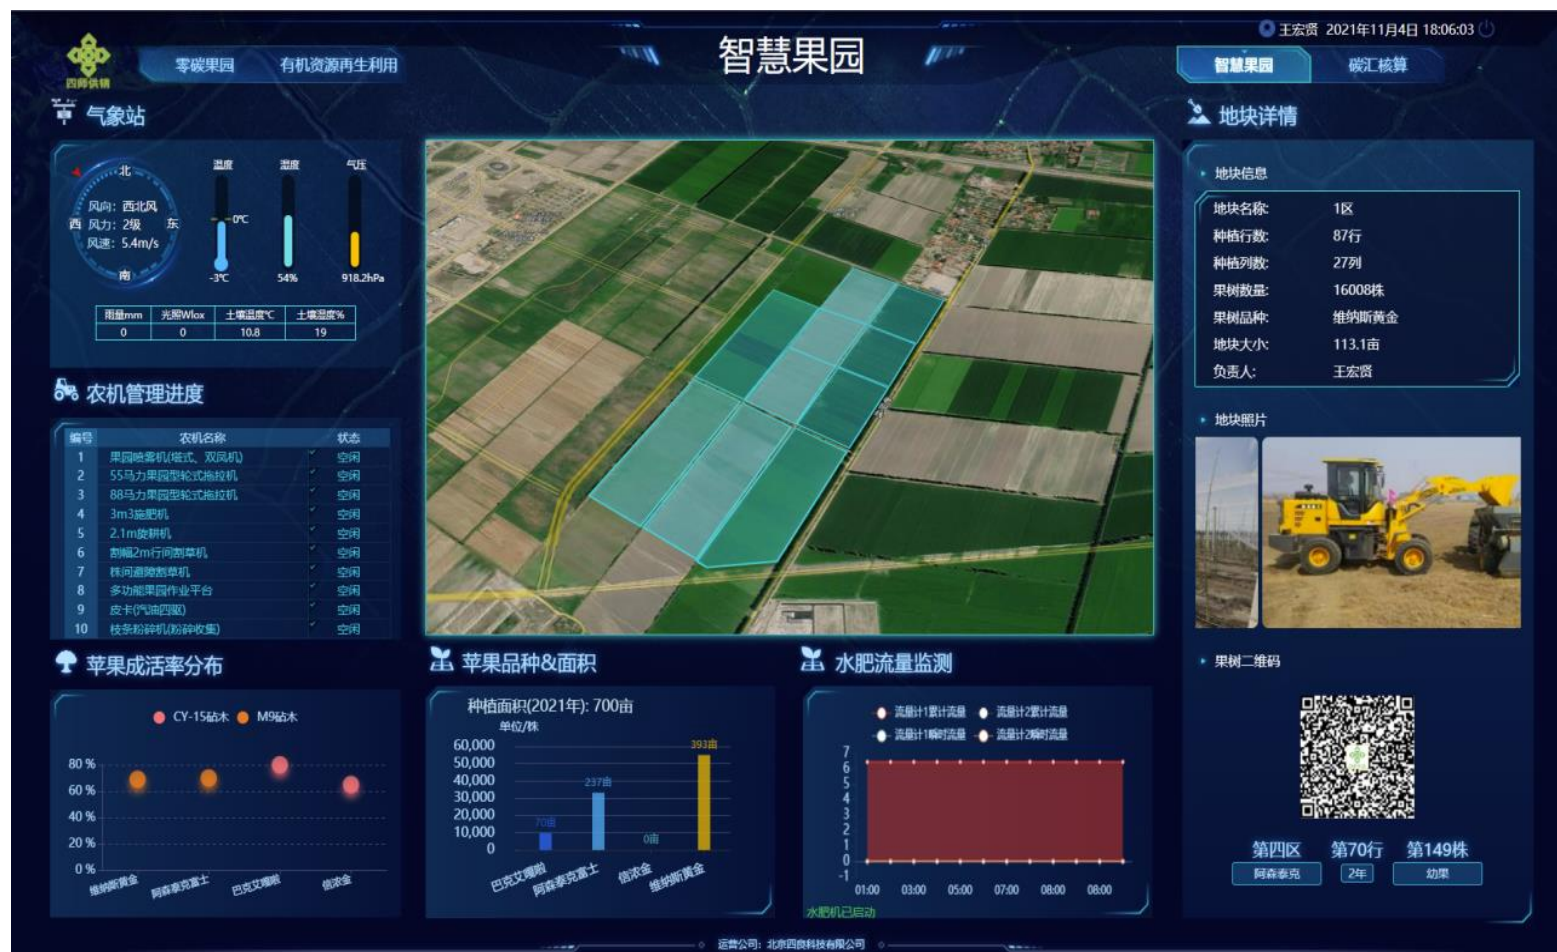 王宏贤 2021年11月4日 18:06:03
智慧果园
四师供销
零碳果园 有机资源再生利用
智慧果园 碳汇核算
气象站
北
风向: 西北风
西 风力: 2级 东
风速: 5.4m/s
南
温度 湿度 气压
0℃
-3℃ 54% 918.2hPa
雨量mm 光照Wlox 土壤温度℃ 土壤湿度%
0 0 10.8 19
农机管理进度
编号 农机名称 状态
1 果园喷雾机(塔式、双风机) 空闲
2 55马力果园型轮式拖拉机 空闲
3 88马力果园型轮式拖拉机 空闲
4 3m3施肥机 空闲
5 2.1m旋耕机 空闲
6 割幅2m行间割草机 空闲
7 株间避障割草机 空闲
8 多功能果园作业平台 空闲
9 皮卡(汽油四驱) 空闲
10 枝条粉碎机(粉碎收集) 空闲
苹果成活率分布
CY-15砧木 M9砧木
80 %
60 %
40 %
20 %
0 %
维纳斯黄金 阿森泰克富士 巴克艾嘎啦 信浓金
苹果品种&面积
种植面积(2021年): 700亩
单位/株
60,000
50,000
40,000
30,000
20,000
10,000
0
70亩 237亩 0亩 393亩
巴克艾嘎啦 阿森泰克富士 信浓金 维纳斯黄金
水肥流量监测
流量计1累计流量 流量计2累计流量
流量计1瞬时流量 流量计2瞬时流量
7
6
5
4
3
2
1
0
-1
01:00 03:00 05:00 07:00 08:00 08:00
水肥机已启动
地块详情
地块信息
地块名称: 1区
种植行数: 87行
种植列数: 27列
果树数量: 16008株
果树品种: 维纳斯黄金
地块大小: 113.1亩
负责人: 王宏贤
地块照片
果树二维码
第四区 第70行 第149株
阿森泰克 2年 幼果
运营公司: 北京四良科技有限公司